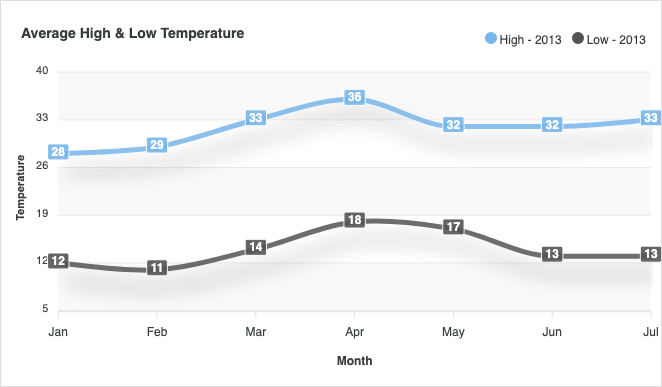 Average High & Low Temperature
High - 2013 Low - 2013
40
33
26
19
12
5
Temperature
28 29 33 36 32 32 33
12 11 14 18 17 13 13
Jan Feb Mar Apr May Jun Jul
Month